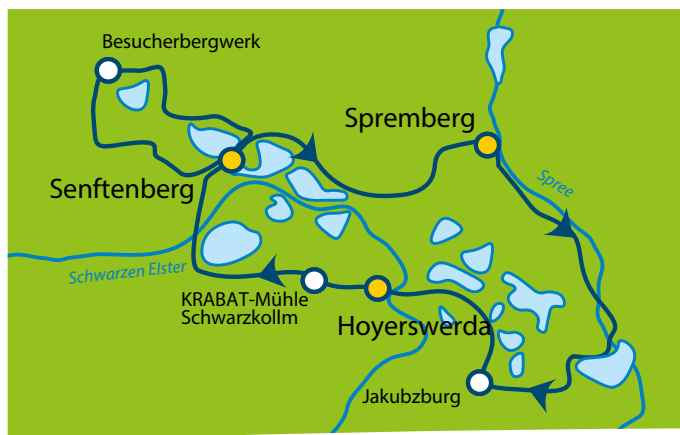 Besucherbergwerk
Spremberg
Senftenberg
Spree
Schwarzen Elster
KRABAT-Mühle
Schwarzkollm
Hoyerswerda
Jakubzburg